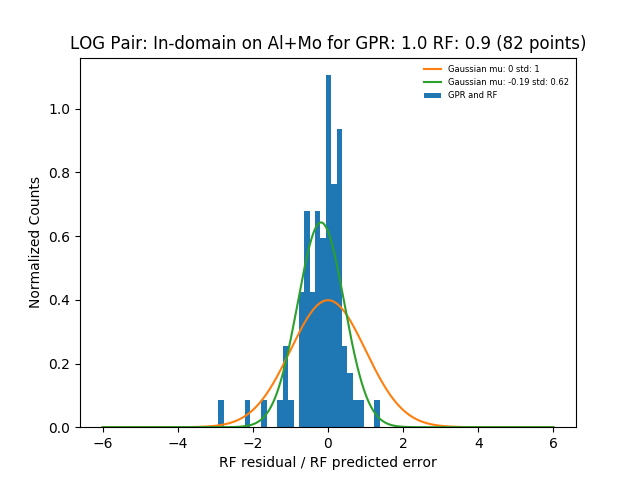 LOG Pair: In-domain on Al+Mo for GPR: 1.0 RF: 0.9 (82 points)
Gaussian mu: 0 std: 1
Gaussian mu: -0.19 std: 0.62
GPR and RF
Normalized Counts
1.0
0.8
0.6
0.4
0.2
0.0
−6 −4 −2 0 2 4 6
RF residual / RF predicted error